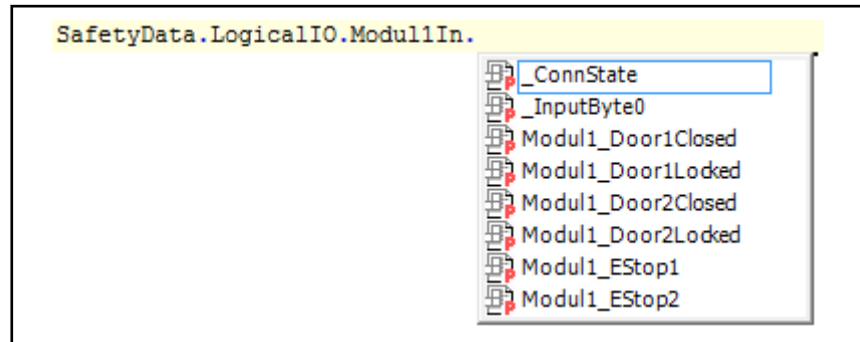 SafetyData.LogicalIO.Modul1In.
_ConnState
_InputByte0
Modul1_Door1Closed
Modul1_Door1Locked
Modul1_Door2Closed
Modul1_Door2Locked
Modul1_EStop1
Modul1_EStop2